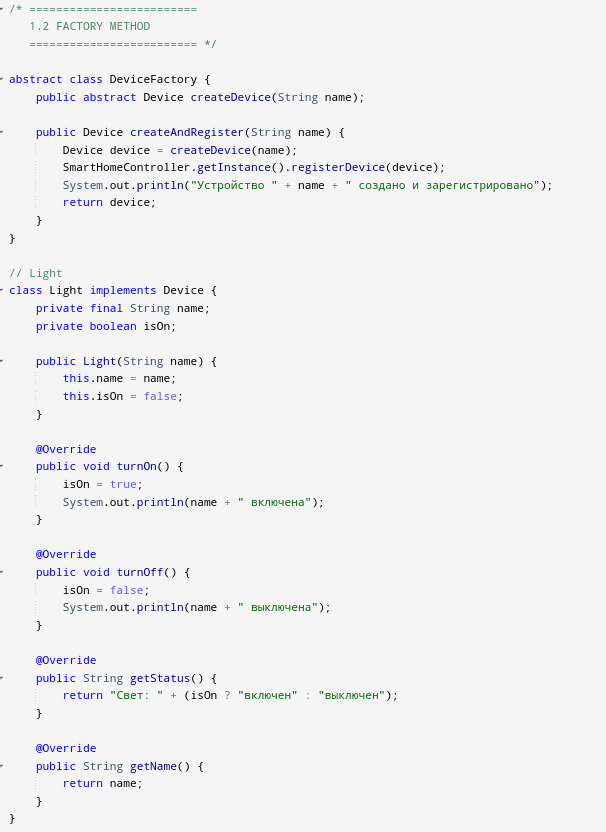 /* =========================
   1.2 FACTORY METHOD
   ========================= */
abstract class DeviceFactory {
    public abstract Device createDevice(String name);
    public Device createAndRegister(String name) {
        Device device = createDevice(name);
        SmartHomeController.getInstance().registerDevice(device);
        System.out.println("Устройство " + name + " создано и зарегистрировано");
        return device;
    }
}
// Light
class Light implements Device {
    private final String name;
    private boolean isOn;
    public Light(String name) {
        this.name = name;
        this.isOn = false;
    }
    @Override
    public void turnOn() {
        isOn = true;
        System.out.println(name + " включена");
    }
    @Override
    public void turnOff() {
        isOn = false;
        System.out.println(name + " выключена");
    }
    @Override
    public String getStatus() {
        return "Свет: " + (isOn ? "включен" : "выключен");
    }
    @Override
    public String getName() {
        return name;
    }
}